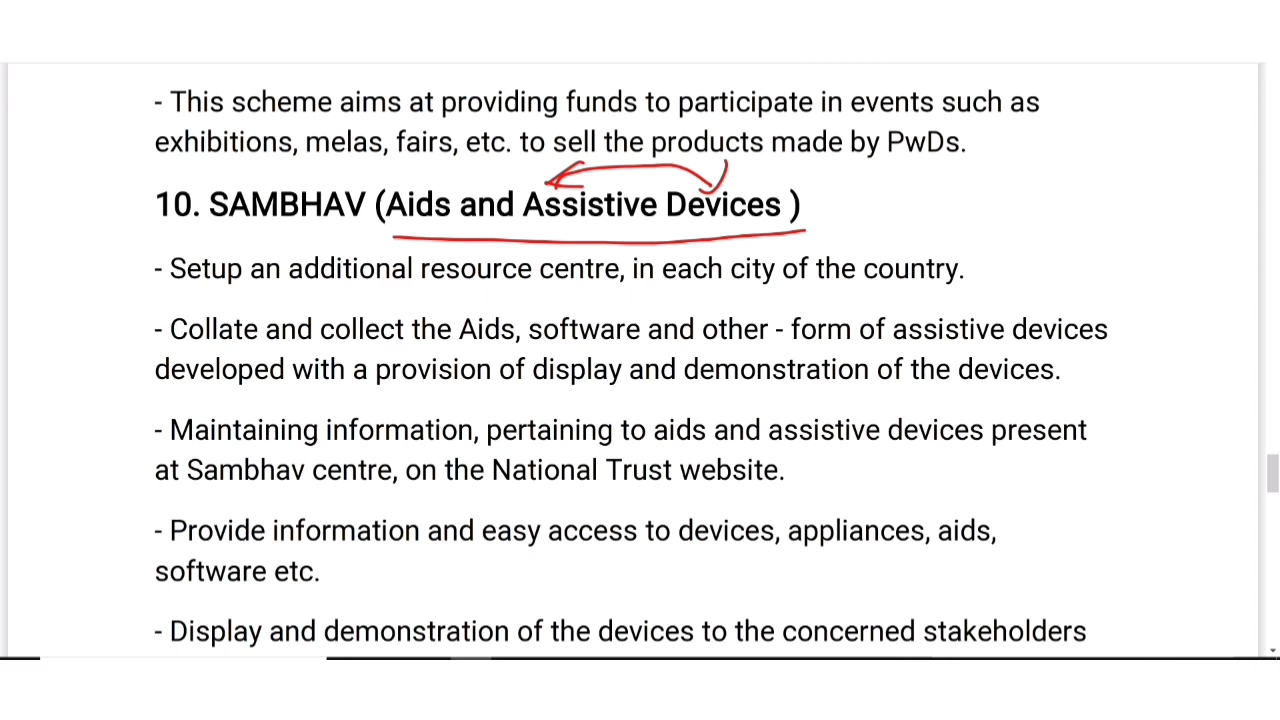 - This scheme aims at providing funds to participate in events such as
exhibitions, melas, fairs, etc. to sell the products made by PwDs.
10. SAMBHAV (Aids and Assistive Devices )
- Setup an additional resource centre, in each city of the country.
- Collate and collect the Aids, software and other - form of assistive devices
developed with a provision of display and demonstration of the devices.
- Maintaining information, pertaining to aids and assistive devices present
at Sambhav centre, on the National Trust website.
- Provide information and easy access to devices, appliances, aids,
software etc.
- Display and demonstration of the devices to the concerned stakeholders